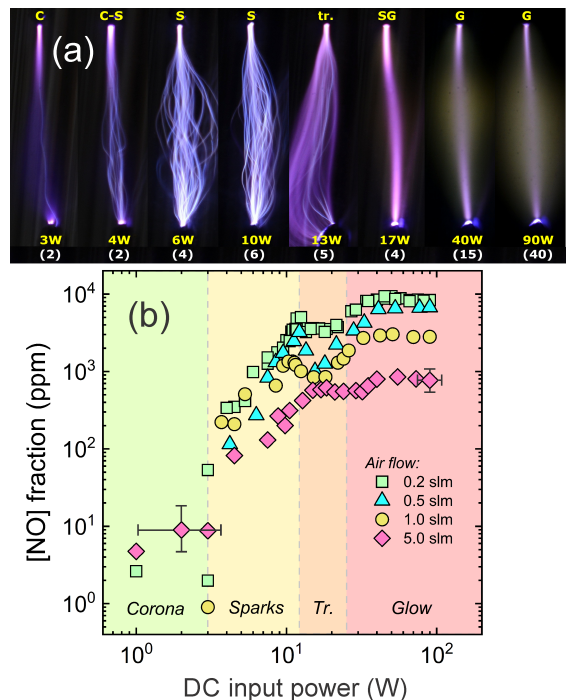 C C-S S S tr. SG G G
(a)
3W 4W 6W 10W 13W 17W 40W 90W
(2) (2) (4) (6) (5) (4) (15) (40)
(b)
10⁴
10³
10²
10¹
10⁰
[NO] fraction (ppm)
Air flow:
0.2 slm
0.5 slm
1.0 slm
5.0 slm
Corona Sparks Tr. Glow
10⁰ 10¹ 10²
DC input power (W)